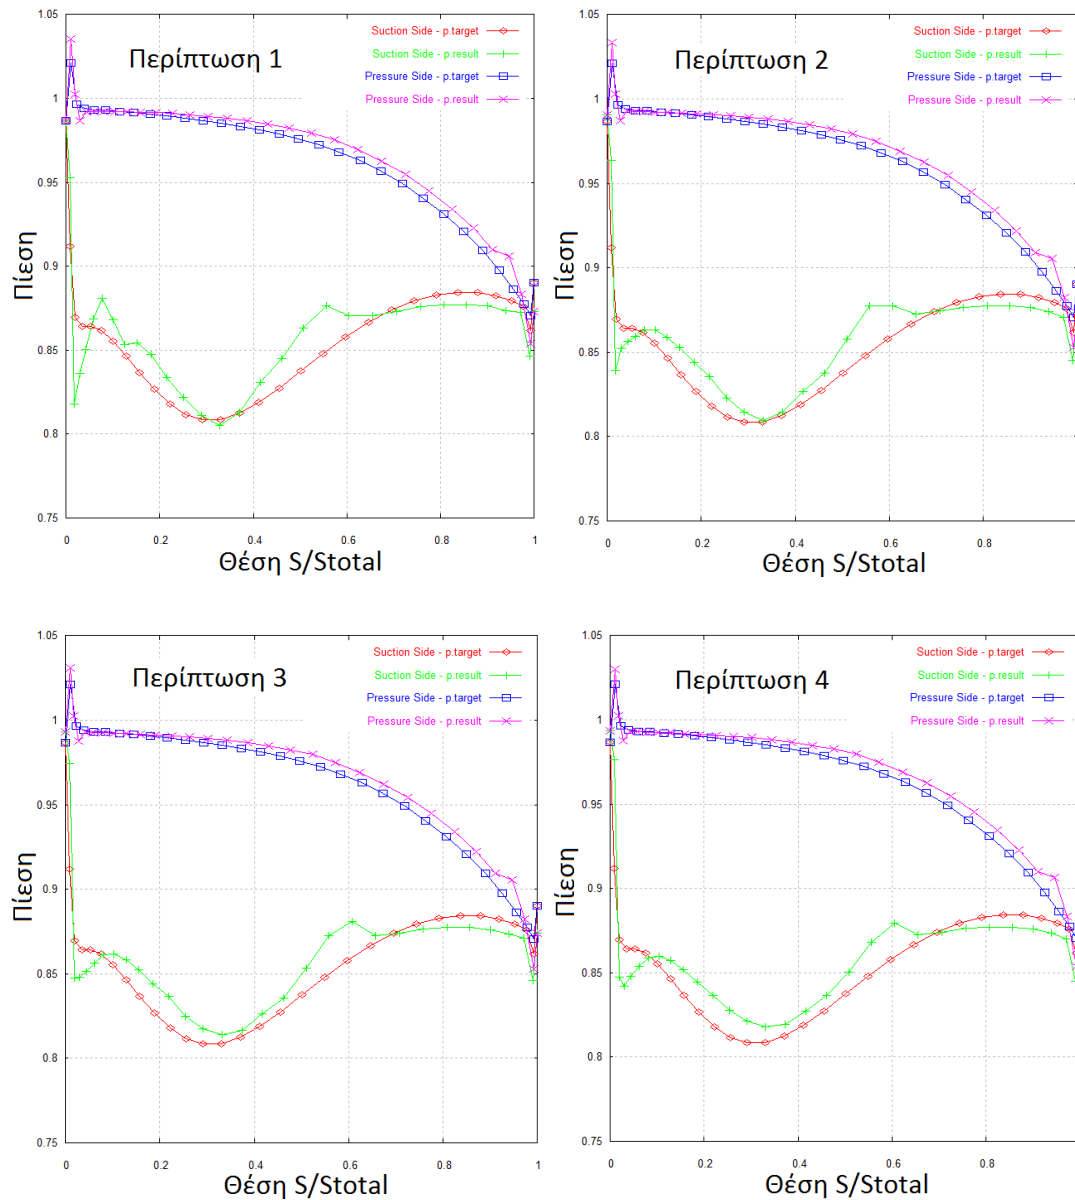 1.05
Suction Side - p.target
Περίπτωση 1
Suction Side - p.result
Pressure Side - p.target
Pressure Side - p.result
1
0.95
0.9
0.85
0.8
0.75
Πίεση
0 0.2 0.4 0.6 0.8 1
Θέση S/Stotal
1.05
Suction Side - p.target
Περίπτωση 2
Suction Side - p.result
Pressure Side - p.target
Pressure Side - p.result
1
0.95
0.9
0.85
0.8
0.75
Πίεση
0 0.2 0.4 0.6 0.8
Θέση S/Stotal
1.05
Suction Side - p.target
Περίπτωση 3
Suction Side - p.result
Pressure Side - p.target
Pressure Side - p.result
1
0.95
0.9
0.85
0.8
0.75
Πίεση
0 0.2 0.4 0.6 0.8 1
Θέση S/Stotal
1.05
Suction Side - p.target
Περίπτωση 4
Suction Side - p.result
Pressure Side - p.target
Pressure Side - p.result
1
0.95
0.9
0.85
0.8
0.75
Πίεση
0 0.2 0.4 0.6 0.8
Θέση S/Stotal